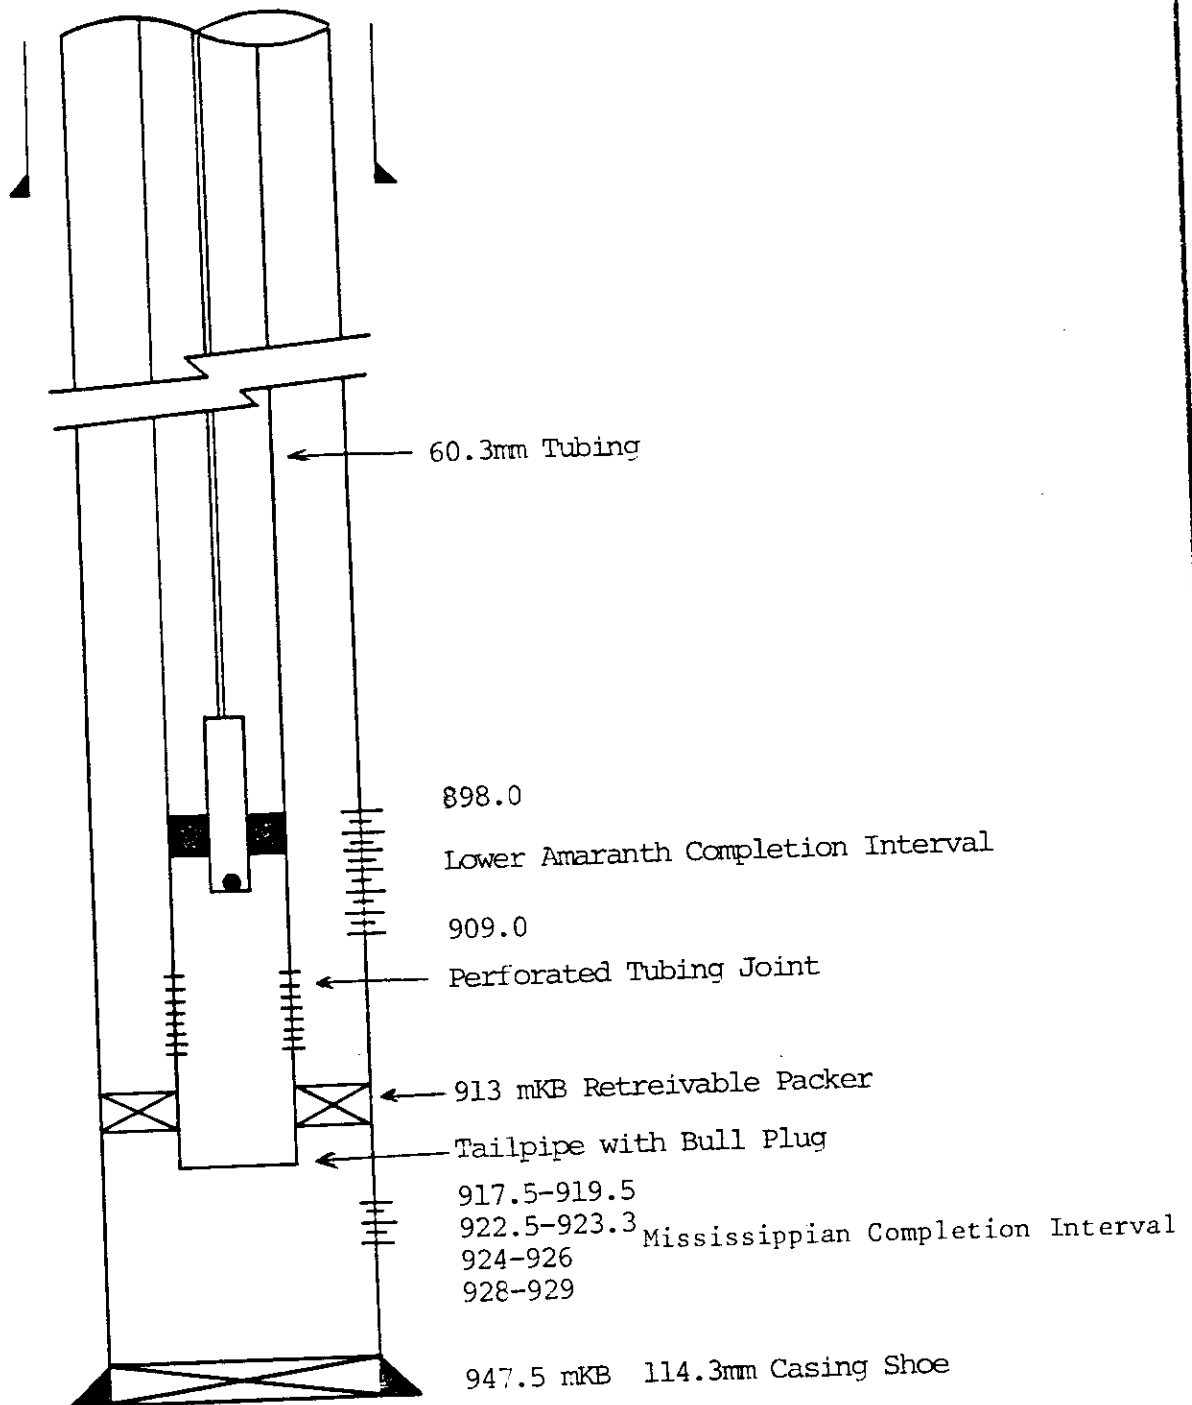 60.3mm Tubing
898.0
Lower Amaranth Completion Interval
909.0
Perforated Tubing Joint
913 mKB Retreivable Packer
Tailpipe with Bull Plug
917.5-919.5
922.5-923.3 Mississippian Completion Interval
924-926
928-929
947.5 mKB 114.3mm Casing Shoe